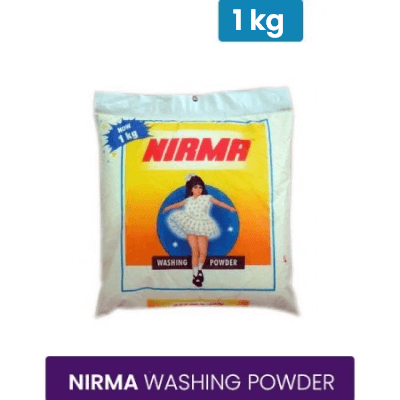 1 kg
NOW
1 kg
NIRMA
WASHING POWDER
NIRMA WASHING POWDER